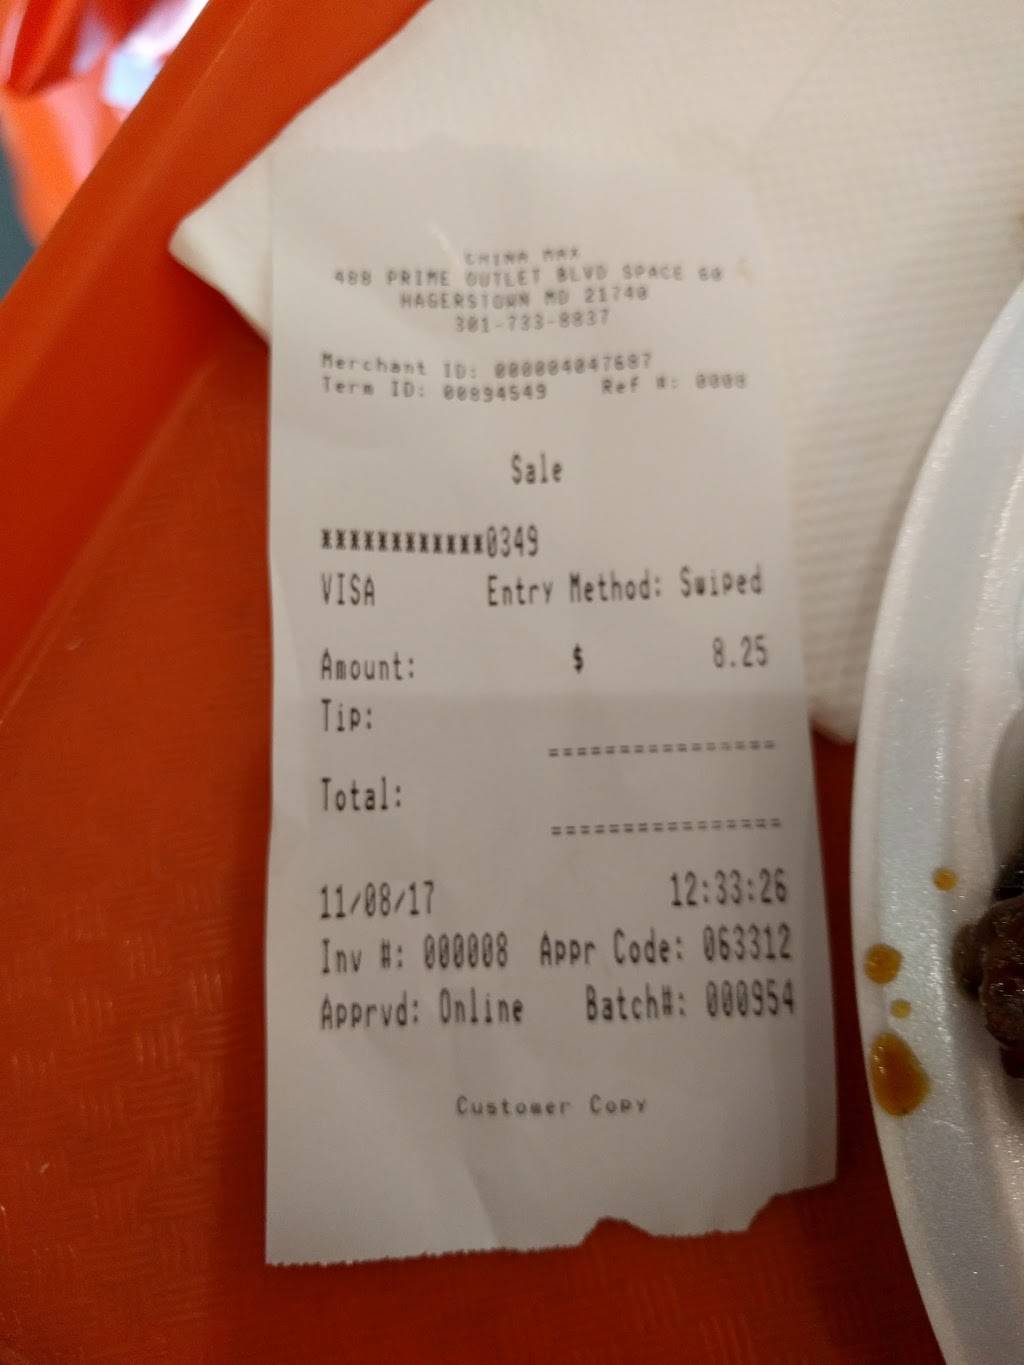 CHINA MAX
488 PRIME OUTLET BLVD SPACE 60
HAGERSTOWN MD 21740
301-733-8837
Merchant ID: 000004047687
Term ID: 00894549 Ref #: 0008
Sale
************0349
VISA Entry Method: Swiped
Amount: $ 8.25
Tip:
================
Total:
================
11/08/17 12:33:26
Inv #: 000008 Appr Code: 063312
Apprvd: Online Batch#: 000954
Customer Copy